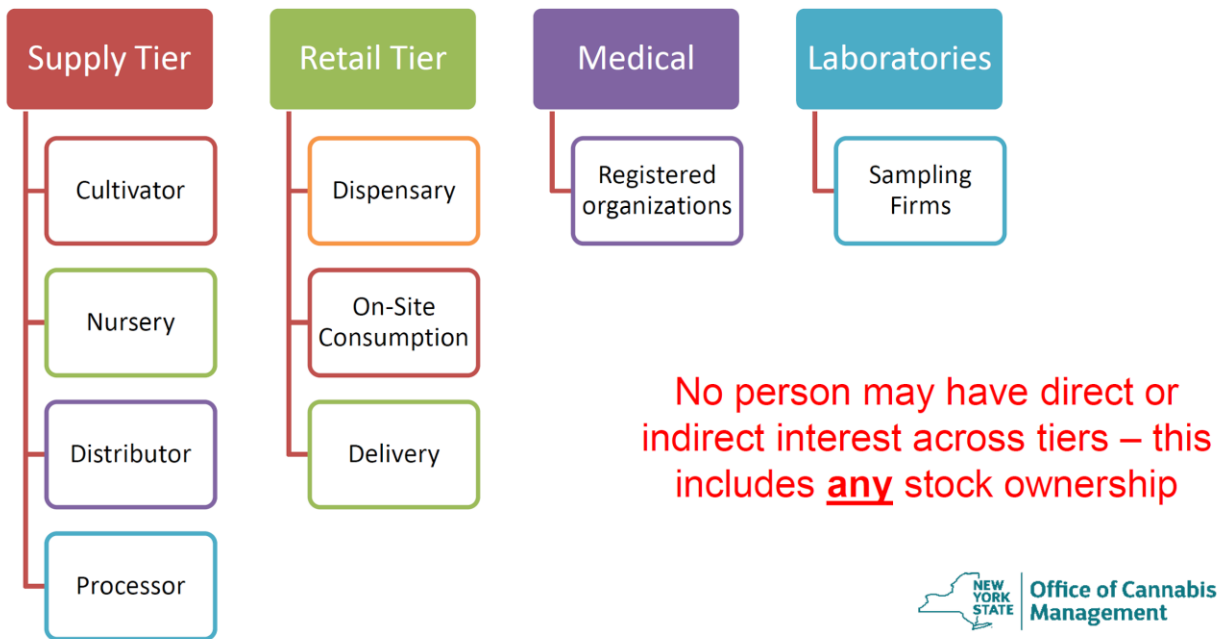 Supply Tier
Cultivator
Nursery
Distributor
Processor
Retail Tier
Dispensary
On-Site
Consumption
Delivery
Medical
Registered
organizations
Laboratories
Sampling
Firms
No person may have direct or
indirect interest across tiers – this
includes any stock ownership
NEW
YORK
STATE
Office of Cannabis
Management